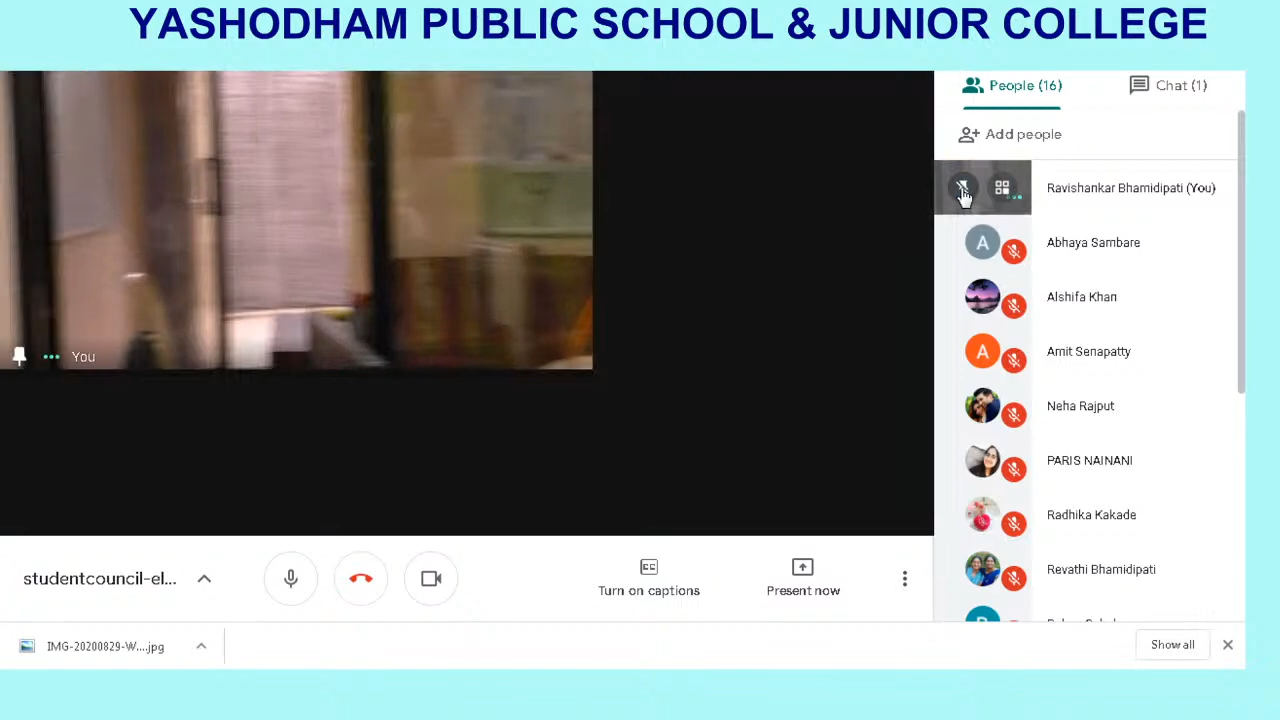 YASHODHAM PUBLIC SCHOOL & JUNIOR COLLEGE
People (16)
Chat (1)
Add people
Ravishankar Bhamidipati (You)
A
Abhaya Sambare
Alshifa Khan
A
Amit Senapatty
Neha Rajput
PARIS NAINANI
Radhika Kakade
Revathi Bhamidipati
You
studentcouncil-el...
CC
Turn on captions
Present now
IMG-20200829-W....jpg
Show all